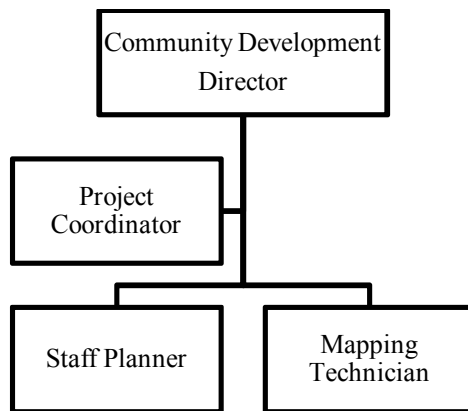 Community Development
Director
Project
Coordinator
Staff Planner
Mapping
Technician